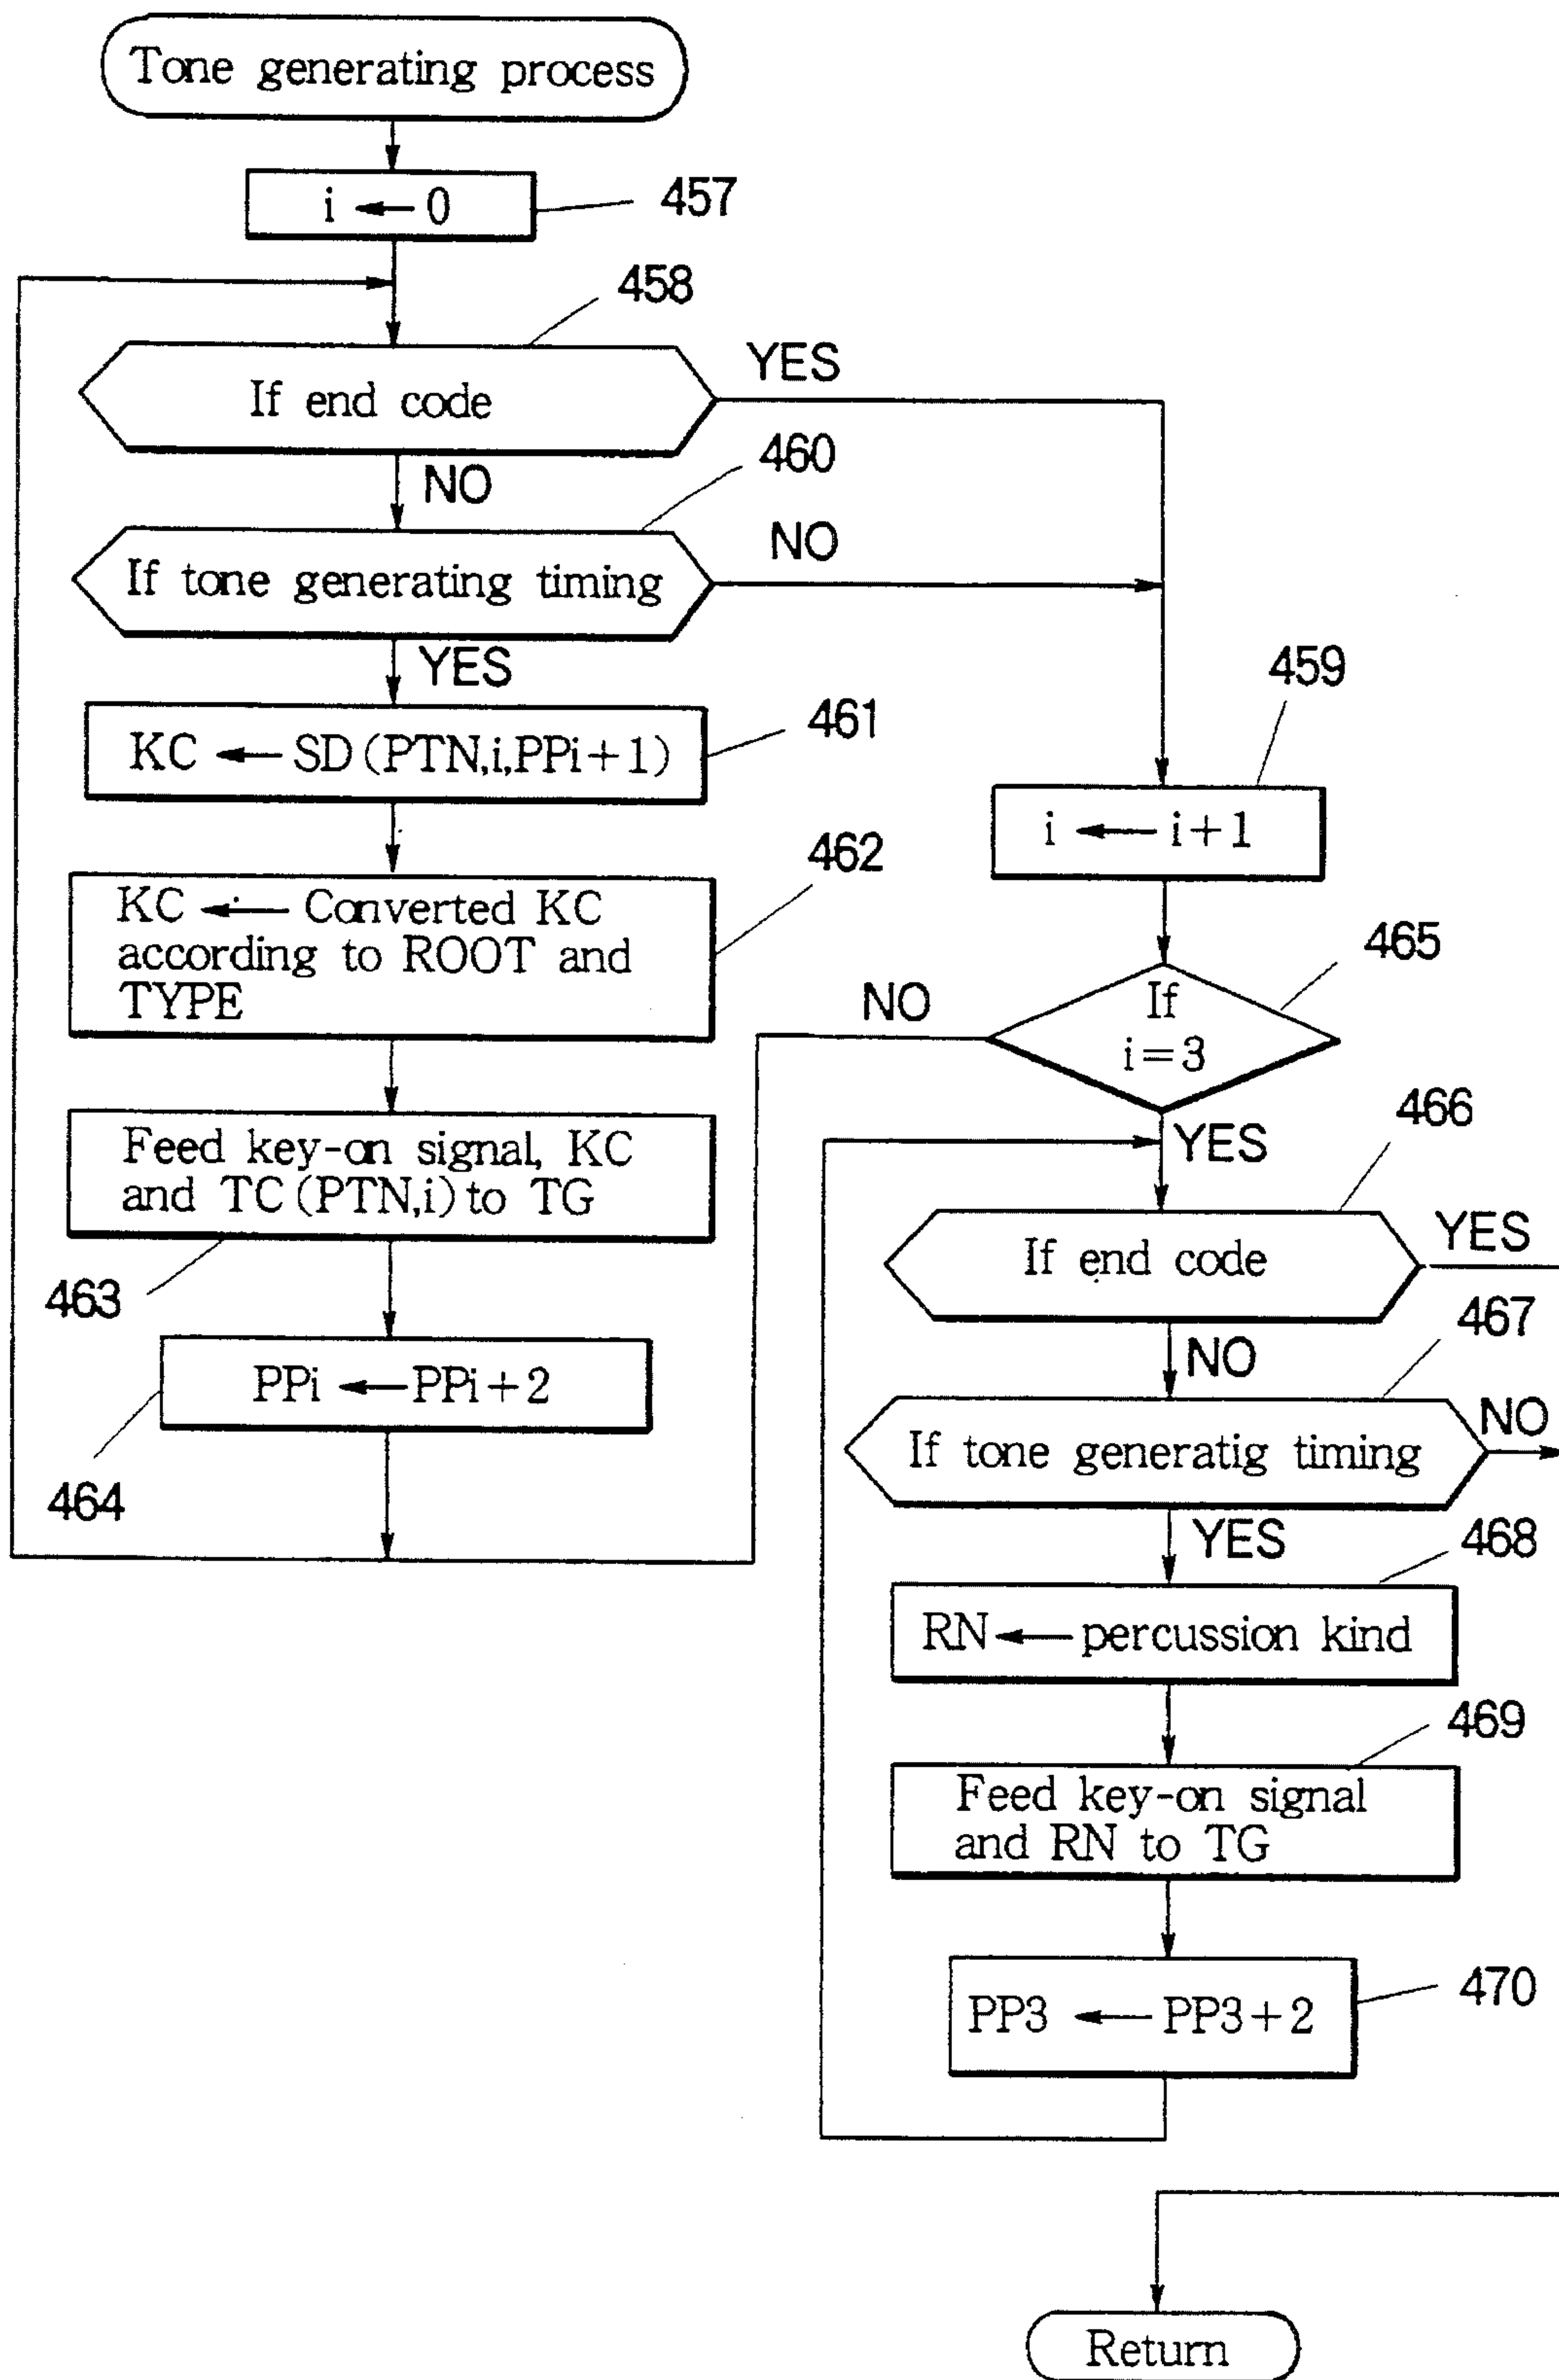 Tone generating process
i ← 0
457
458
If end code
YES
NO
460
If tone generating timing
NO
YES
461
KC ← SD(PTN,i,PPi+1)
462
KC ← Converted KC
according to ROOT and
TYPE
Feed key-on signal, KC
and TC(PTN,i) to TG
463
PPi ← PPi+2
464
459
i ← i+1
465
If
i=3
NO
YES
466
If end code
YES
NO
467
If tone generatig timing
NO
YES
468
RN ← percussion kind
469
Feed key-on signal
and RN to TG
470
PP3 ← PP3+2
Return